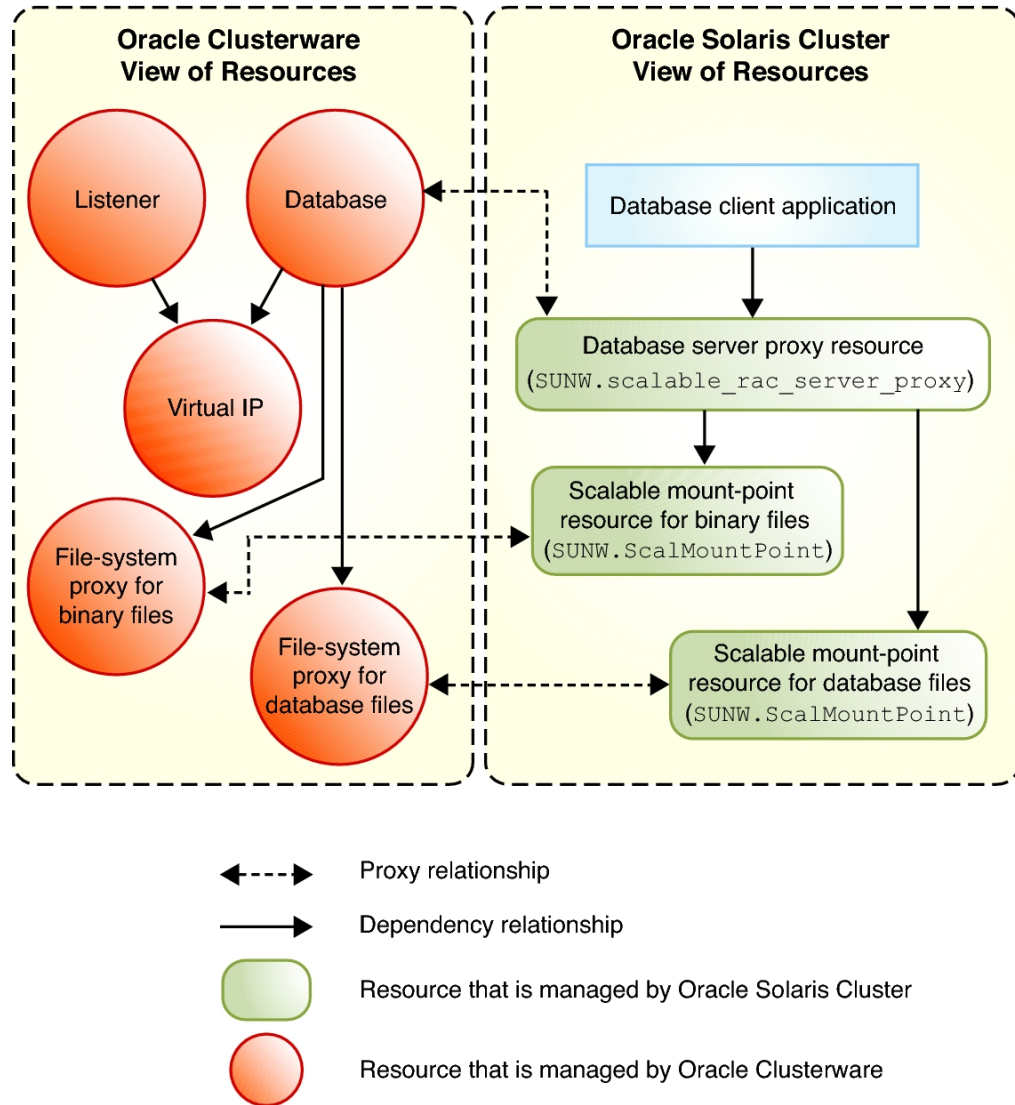 Oracle Clusterware
View of Resources
Listener
Database
Virtual IP
File-system
proxy for
binary files
File-system
proxy for
database files
Oracle Solaris Cluster
View of Resources
Database client application
Database server proxy resource
(SUNW.scalable_rac_server_proxy)
Scalable mount-point
resource for binary files
(SUNW.ScalMountPoint)
Scalable mount-point
resource for database files
(SUNW.ScalMountPoint)
Proxy relationship
Dependency relationship
Resource that is managed by Oracle Solaris Cluster
Resource that is managed by Oracle Clusterware